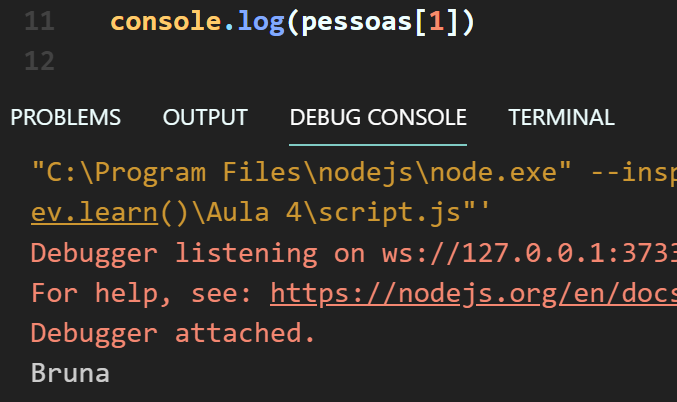 11 console.log(pessoas[1])
12
PROBLEMS OUTPUT DEBUG CONSOLE TERMINAL
"C:\Program Files\nodejs\node.exe" --insp
ev.learn()\Aula 4\script.js"'
Debugger listening on ws://127.0.0.1:3733
For help, see: https://nodejs.org/en/docs
Debugger attached.
Bruna